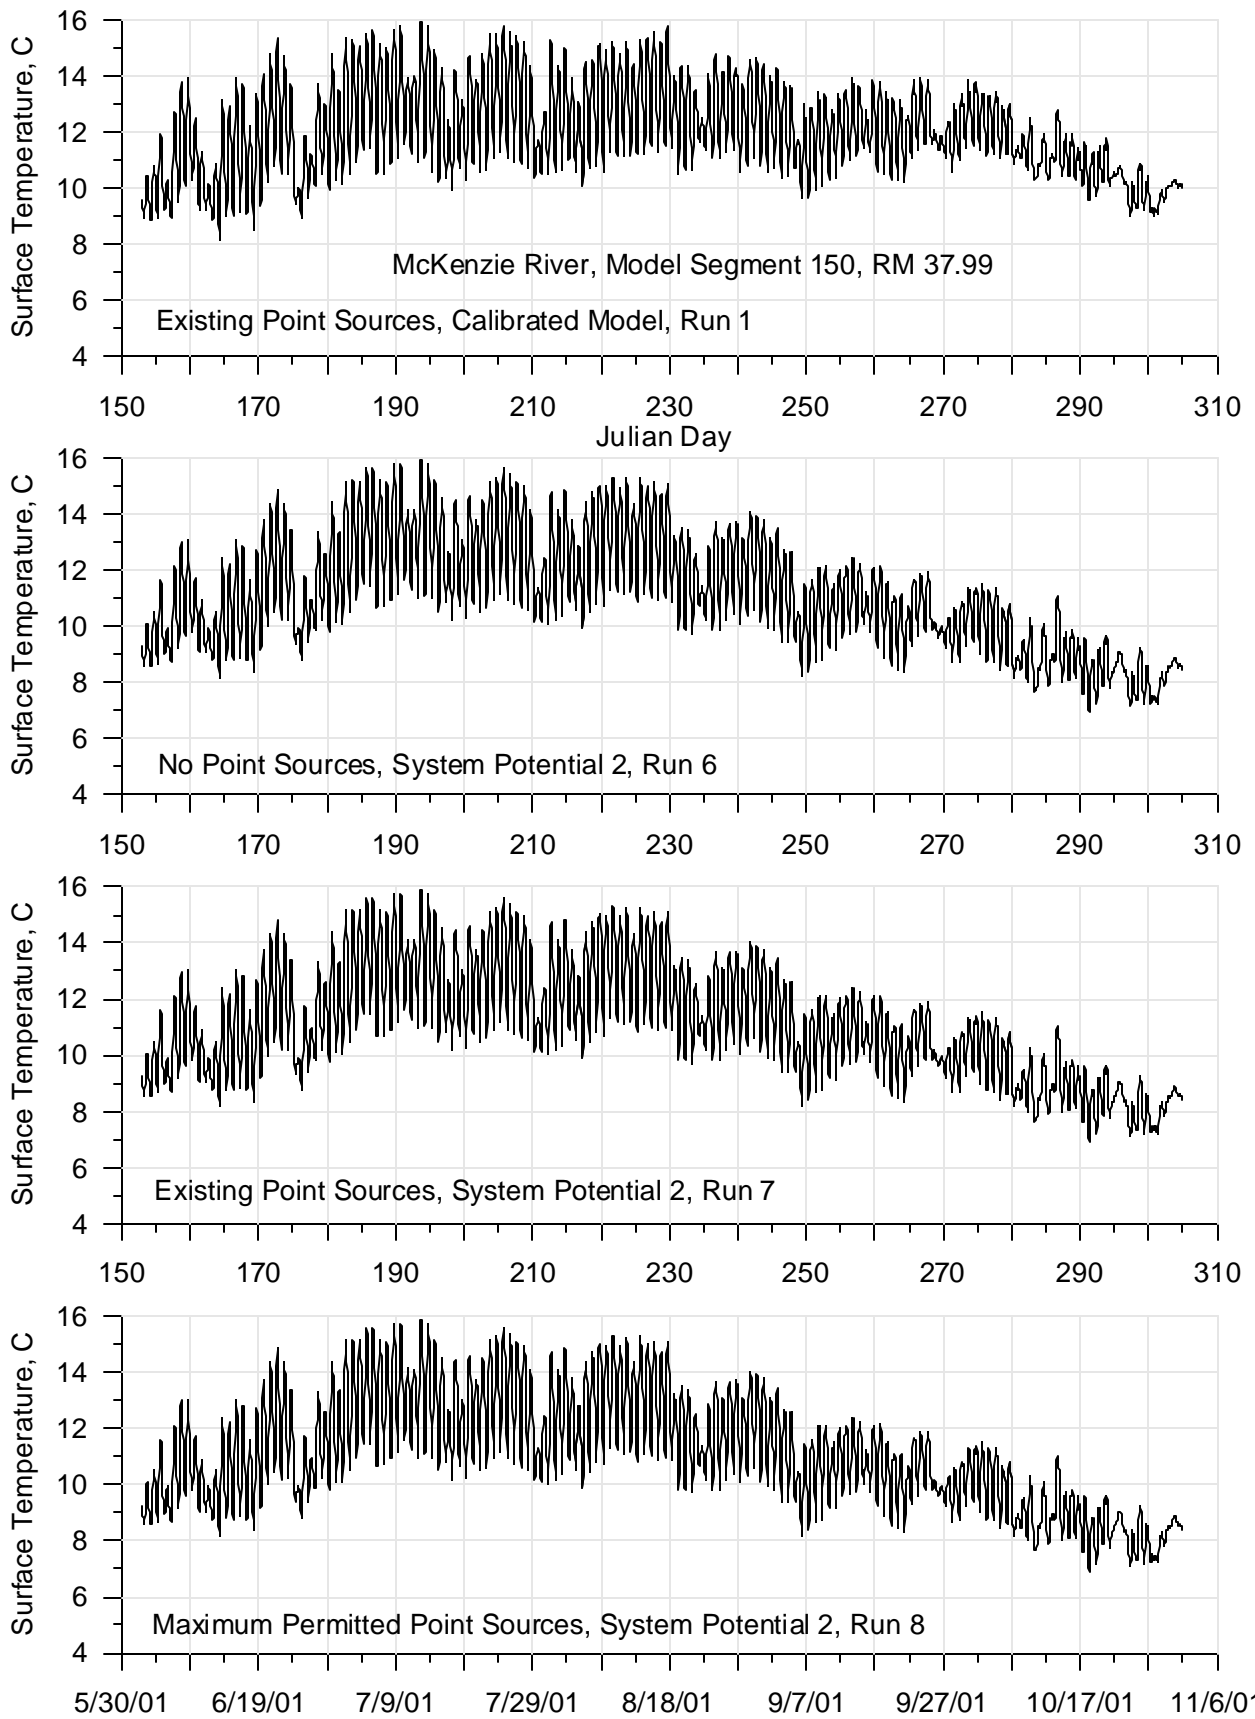 16
14
12
10
8
6
4
Surface Temperature, C
McKenzie River, Model Segment 150, RM 37.99
Existing Point Sources, Calibrated Model, Run 1
150 170 190 210 230 250 270 290 310
Julian Day
16
14
12
10
8
6
4
Surface Temperature, C
No Point Sources, System Potential 2, Run 6
150 170 190 210 230 250 270 290 310
16
14
12
10
8
6
4
Surface Temperature, C
Existing Point Sources, System Potential 2, Run 7
150 170 190 210 230 250 270 290 310
16
14
12
10
8
6
4
Surface Temperature, C
Maximum Permitted Point Sources, System Potential 2, Run 8
5/30/01 6/19/01 7/9/01 7/29/01 8/18/01 9/7/01 9/27/01 10/17/01 11/6/01